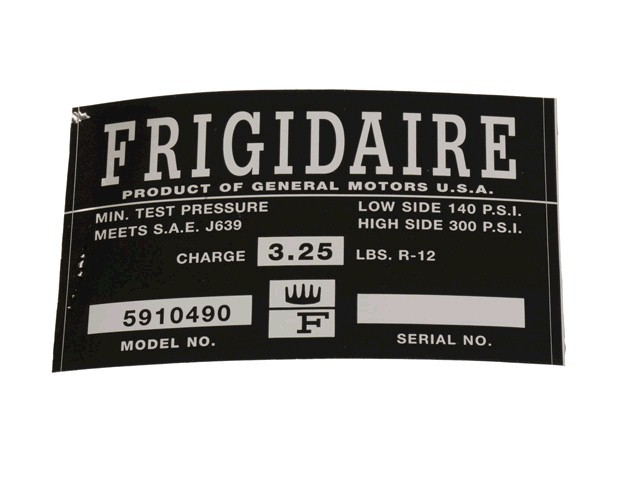 FRIGIDAIRE
PRODUCT OF GENERAL MOTORS U.S.A.
MIN. TEST PRESSURE LOW SIDE 140 P.S.I.
MEETS S.A.E. J639 HIGH SIDE 300 P.S.I.
CHARGE 3.25 LBS. R-12
5910490
F
MODEL NO. SERIAL NO.